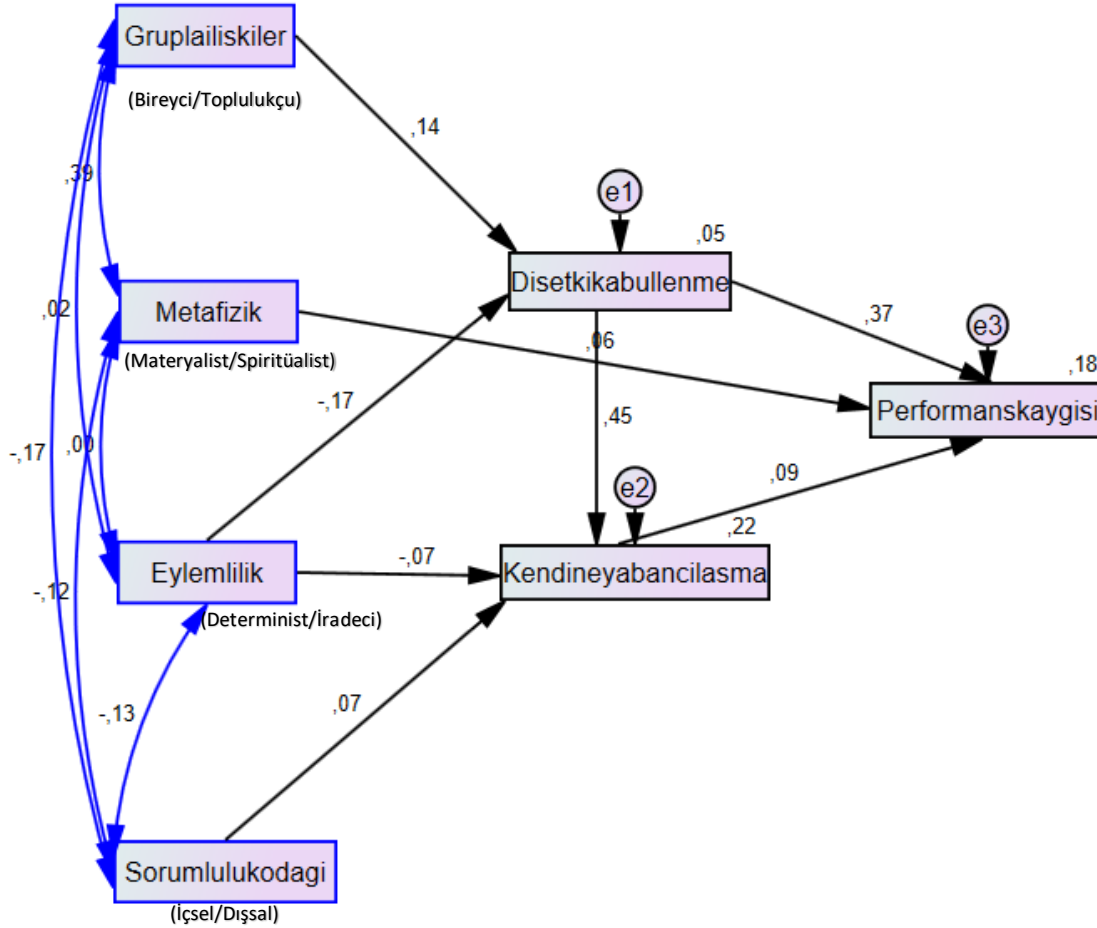 Gruplailiskiler
(Bireyci/Toplulukçu)
,14
e1
,39
,05
Disetkikabullenme
Metafizik
(Materyalist/Spiritüalist)
,02
,37
e3
,06
,18
-,17
Performanskaygisi
,45
-,17
,00
,09
e2
,22
-,07
Eylemlilik
Kendineyabancilasma
-,12
(Determinist/İradeci)
-,13
,07
Sorumlulukodagi
(İçsel/Dışsal)